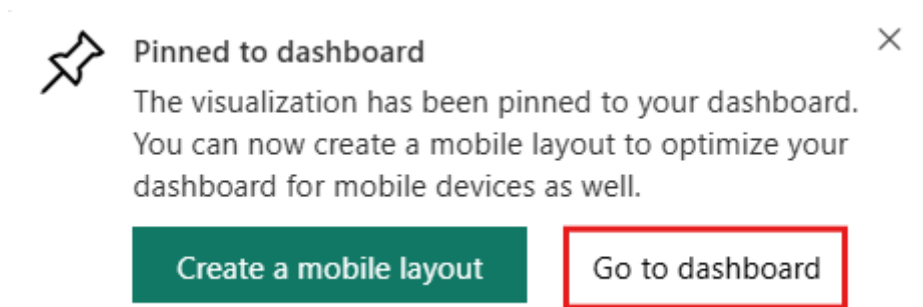 Pinned to dashboard
The visualization has been pinned to your dashboard.
You can now create a mobile layout to optimize your
dashboard for mobile devices as well.
Create a mobile layout
Go to dashboard